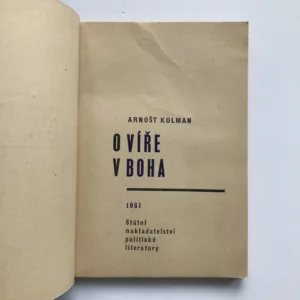 ARNOŠT KOLMAN
O VÍŘE
V BOHA
1961
Státní
nakladatelství
politické
literatury